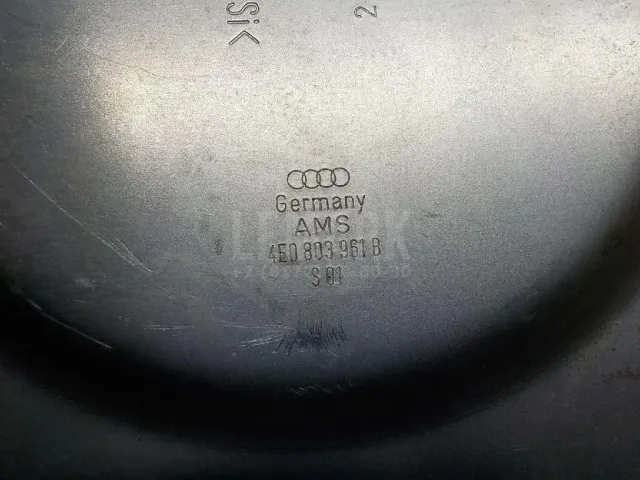 Si<
2
Germany
AMS
4E0 803 961 B
S 01